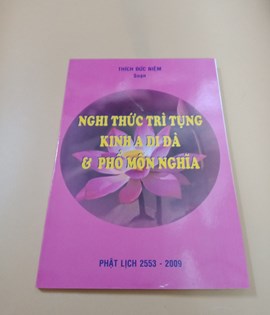 THÍCH ĐỨC NIỆM
Soạn
NGHI THỨC TRÌ TỤNG
KINH A DI ĐÀ
& PHỔ MÔN NGHĨA
PHẬT LỊCH 2553 - 2009